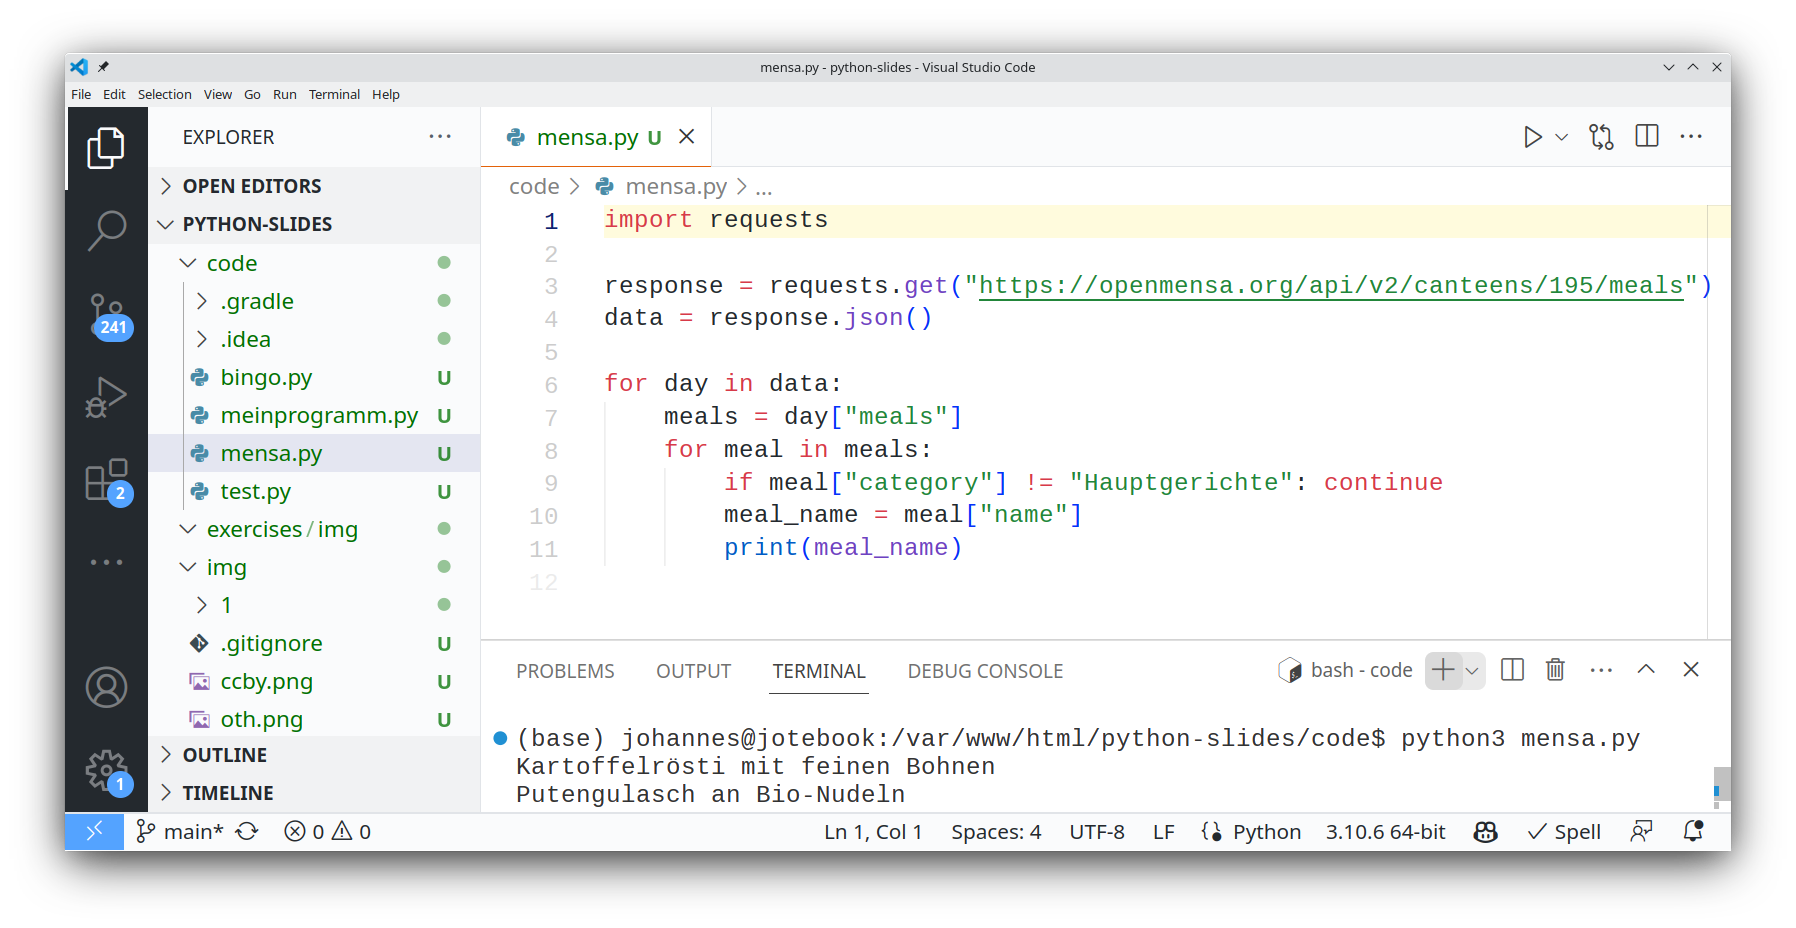 mensa.py - python-slides - Visual Studio Code
File Edit Selection View Go Run Terminal Help
EXPLORER
OPEN EDITORS
PYTHON-SLIDES
code
.gradle
.idea
bingo.py U
meinprogramm.py U
mensa.py U
test.py U
exercises/img
img
1
.gitignore U
ccby.png U
oth.png U
OUTLINE
TIMELINE
241
2
1
mensa.py U
code > mensa.py > ...
1 import requests
2
3 response = requests.get("https://openmensa.org/api/v2/canteens/195/meals")
4 data = response.json()
5
6 for day in data:
7     meals = day["meals"]
8     for meal in meals:
9         if meal["category"] != "Hauptgerichte": continue
10         meal_name = meal["name"]
11         print(meal_name)
12
PROBLEMS OUTPUT TERMINAL DEBUG CONSOLE bash - code
(base) johannes@jotebook:/var/www/html/python-slides/code$ python3 mensa.py
Kartoffelrösti mit feinen Bohnen
Putengulasch an Bio-Nudeln
main* 0 0 Ln 1, Col 1 Spaces: 4 UTF-8 LF Python 3.10.6 64-bit Spell